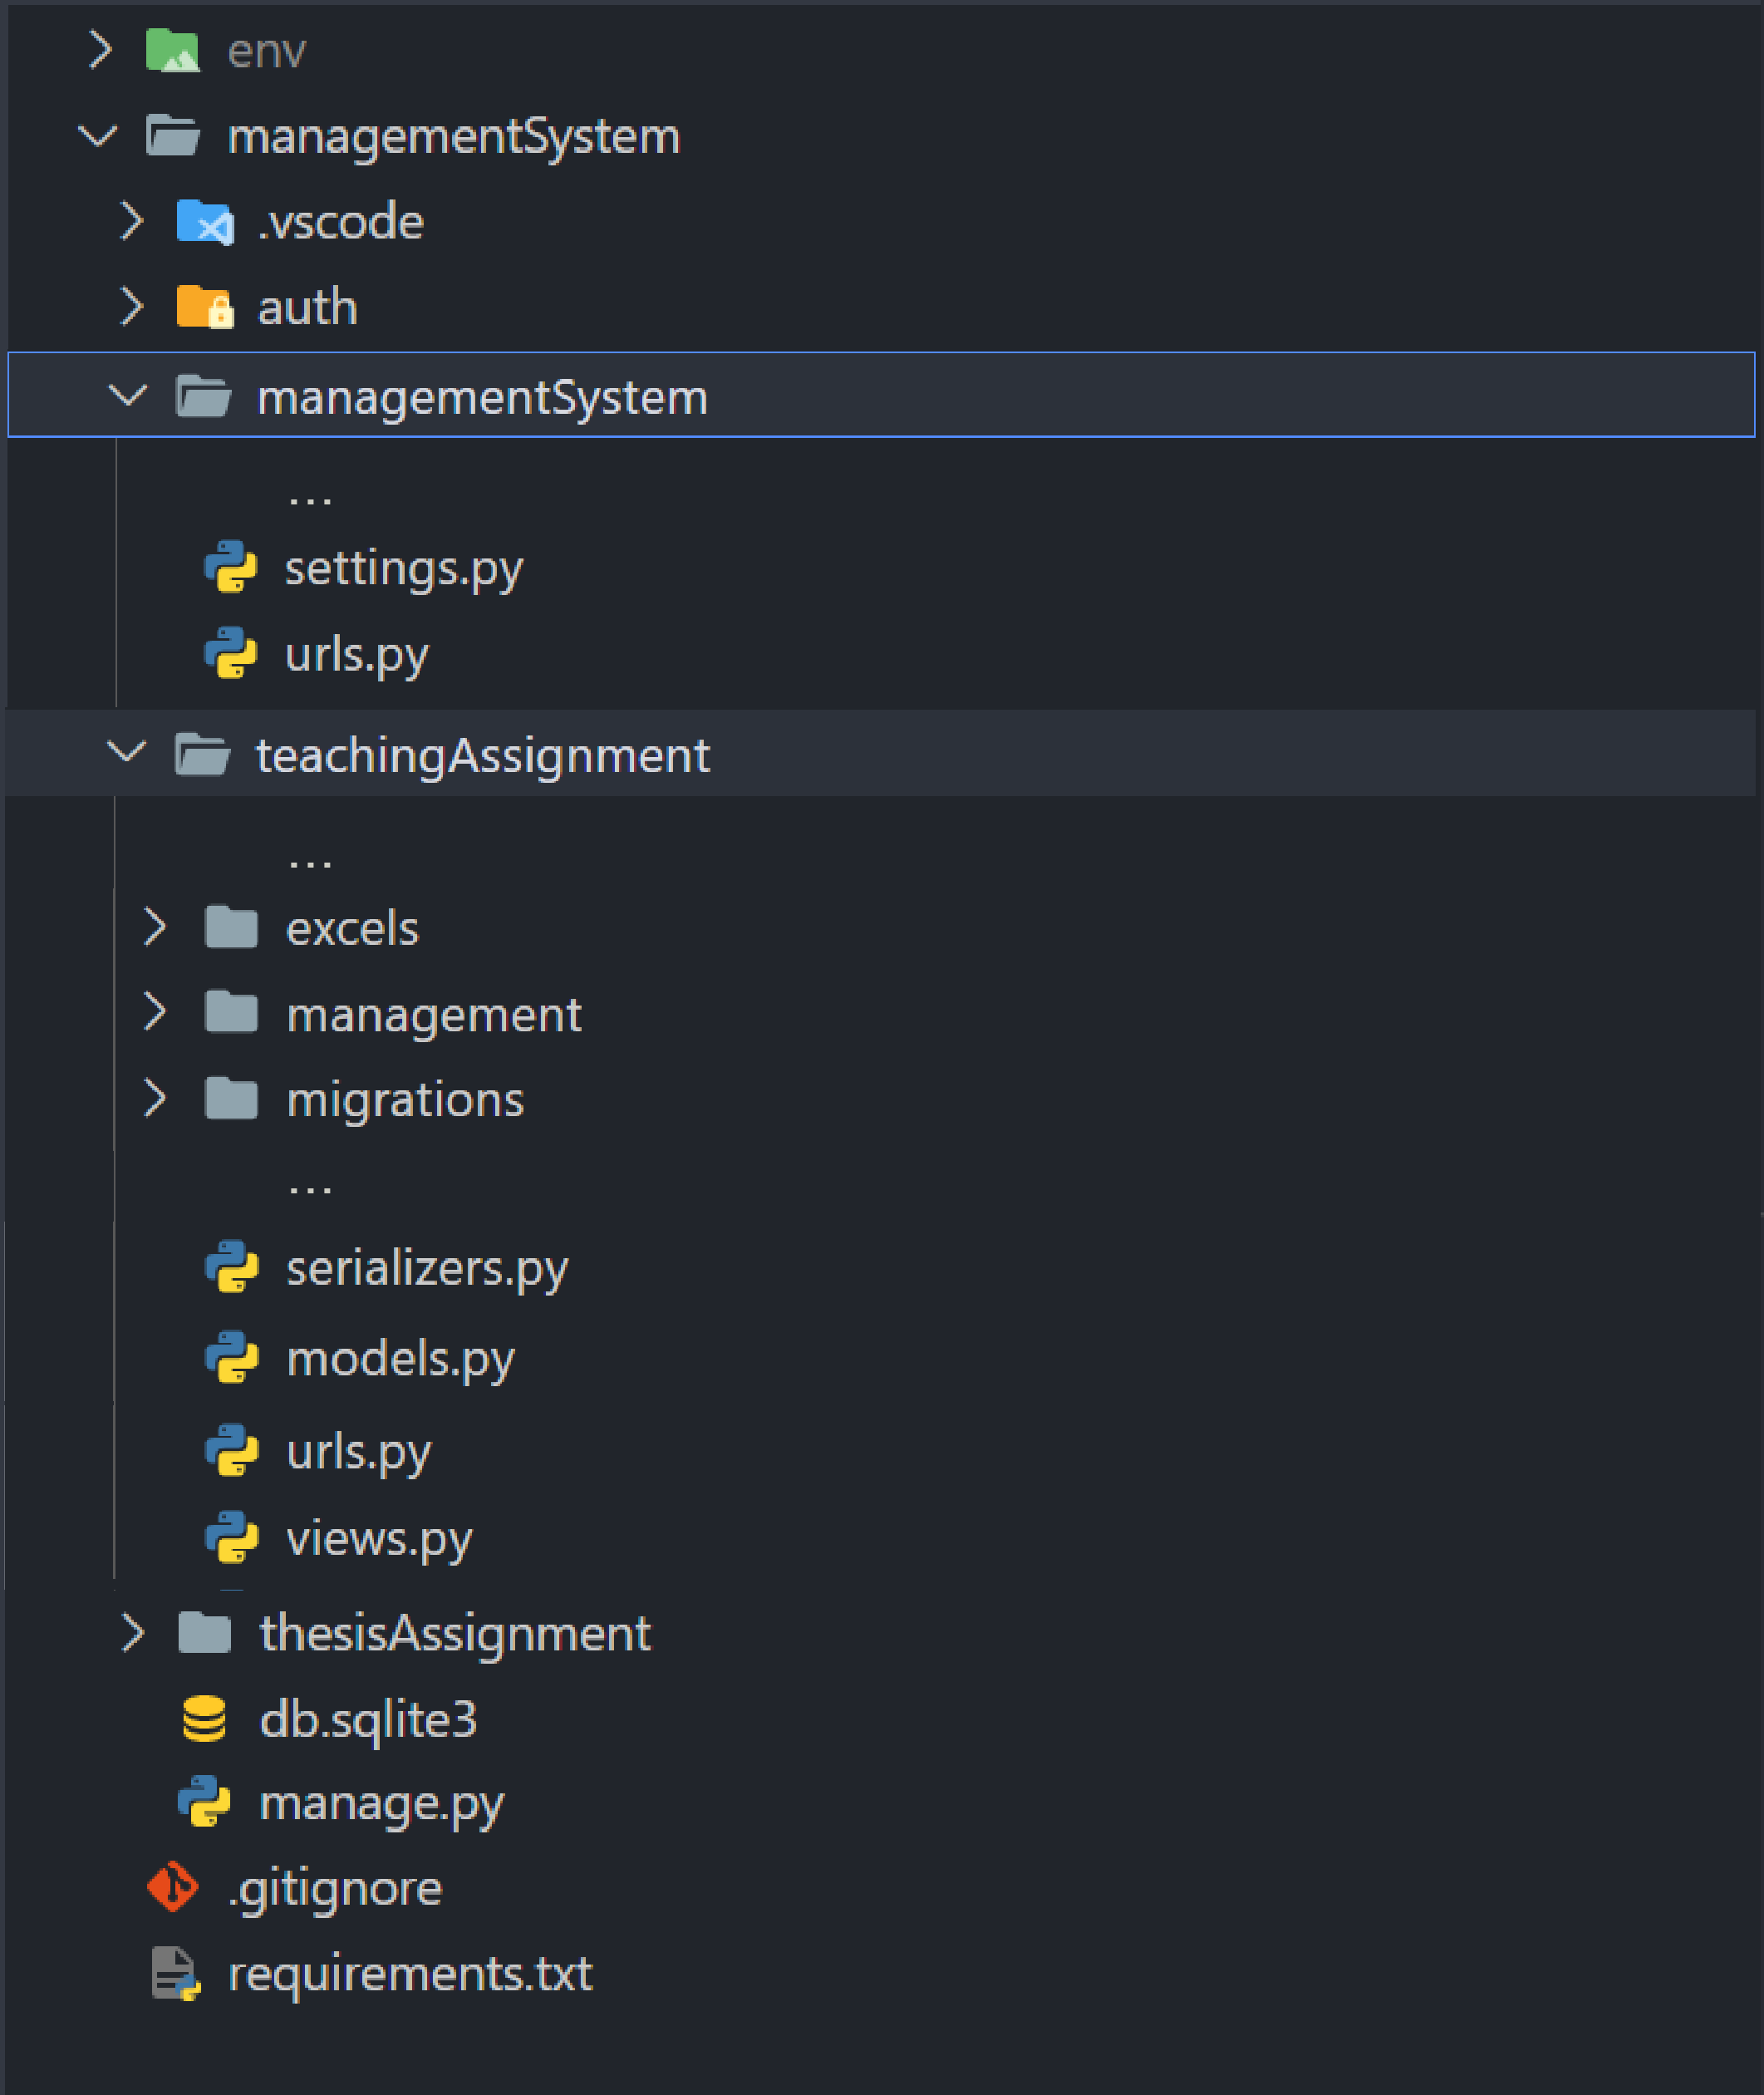 env
managementSystem
.vscode
auth
managementSystem
...
settings.py
urls.py
teachingAssignment
...
excels
management
migrations
...
serializers.py
models.py
urls.py
views.py
thesisAssignment
db.sqlite3
manage.py
.gitignore
requirements.txt